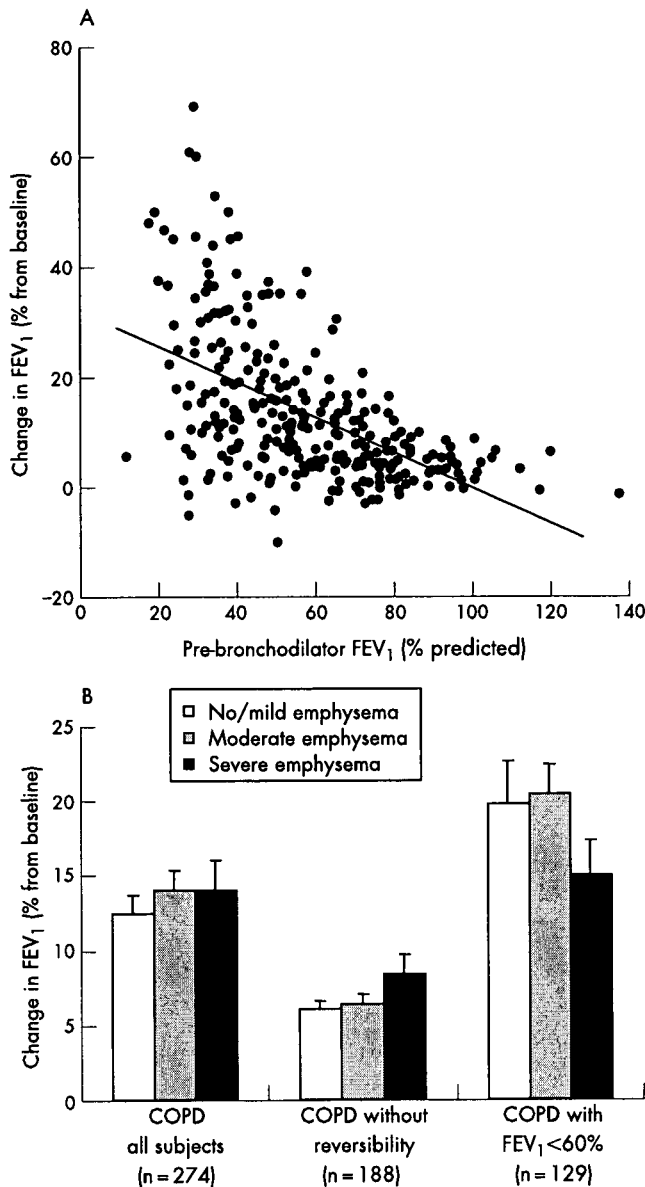 A
80
60
40
20
0
−20
0 20 40 60 80 100 120 140
Change in FEV1 (% from baseline)
Pre-bronchodilator FEV1 (% predicted)
B
No/mild emphysema
Moderate emphysema
Severe emphysema
25
20
15
10
5
0
Change in FEV1 (% from baseline)
COPD
all subjects
(n = 274)
COPD without
reversibility
(n = 188)
COPD with
FEV1<60%
(n = 129)